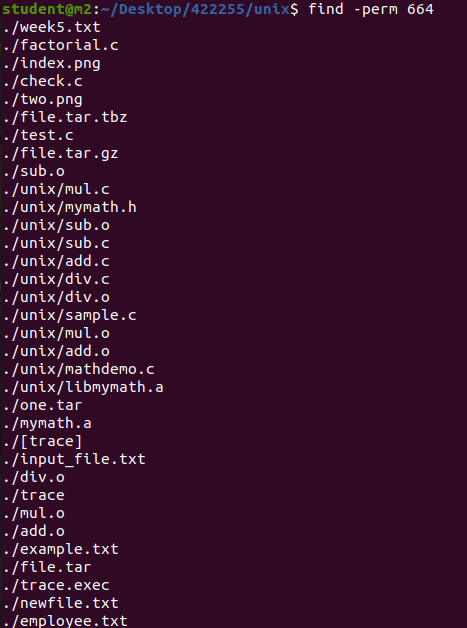 student@m2:~/Desktop/422255/unix$ find -perm 664
./week5.txt
./factorial.c
./index.png
./check.c
./two.png
./file.tar.tbz
./test.c
./file.tar.gz
./sub.o
./unix/mul.c
./unix/mymath.h
./unix/sub.o
./unix/sub.c
./unix/add.c
./unix/div.c
./unix/div.o
./unix/sample.c
./unix/mul.o
./unix/add.o
./unix/mathdemo.c
./unix/libmymath.a
./one.tar
./mymath.a
./[trace]
./input_file.txt
./div.o
./trace
./mul.o
./add.o
./example.txt
./file.tar
./trace.exec
./newfile.txt
./employee.txt